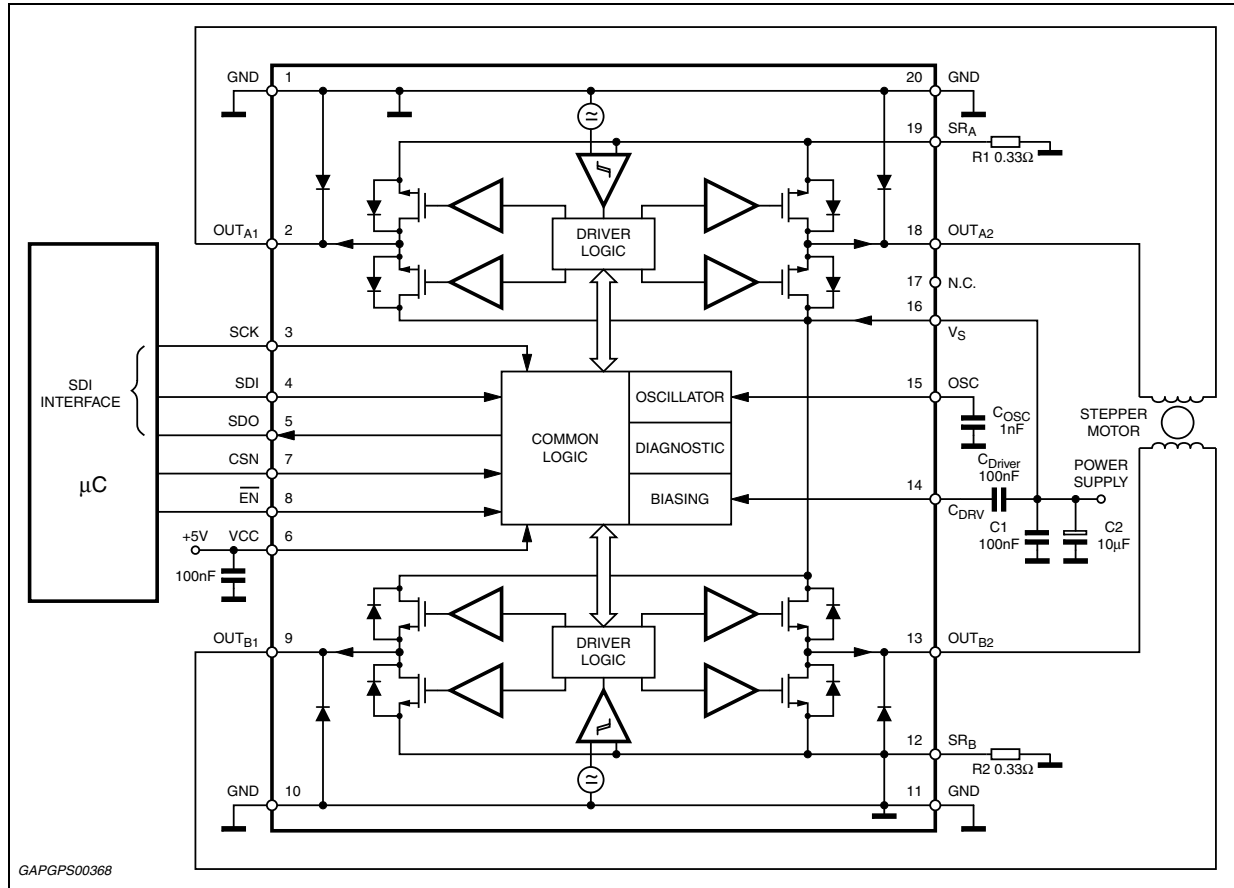 GND 1
20 GND
19 SRA
R1 0.33Ω
OUTA1 2
DRIVER
LOGIC
18 OUTA2
17 N.C.
16
VS
SCK 3
SDI
INTERFACE
SDI 4
SDO 5
CSN 7
μC
EN 8
+5V VCC 6
100nF
COMMON
LOGIC
OSCILLATOR
DIAGNOSTIC
BIASING
15 OSC
COSC
1nF
STEPPER
MOTOR
CDriver
100nF
POWER
SUPPLY
14
CDRV
C1
100nF
C2
10μF
OUTB1 9
DRIVER
LOGIC
13 OUTB2
12 SRB
R2 0.33Ω
GND 10
11 GND
GAPGPS00368